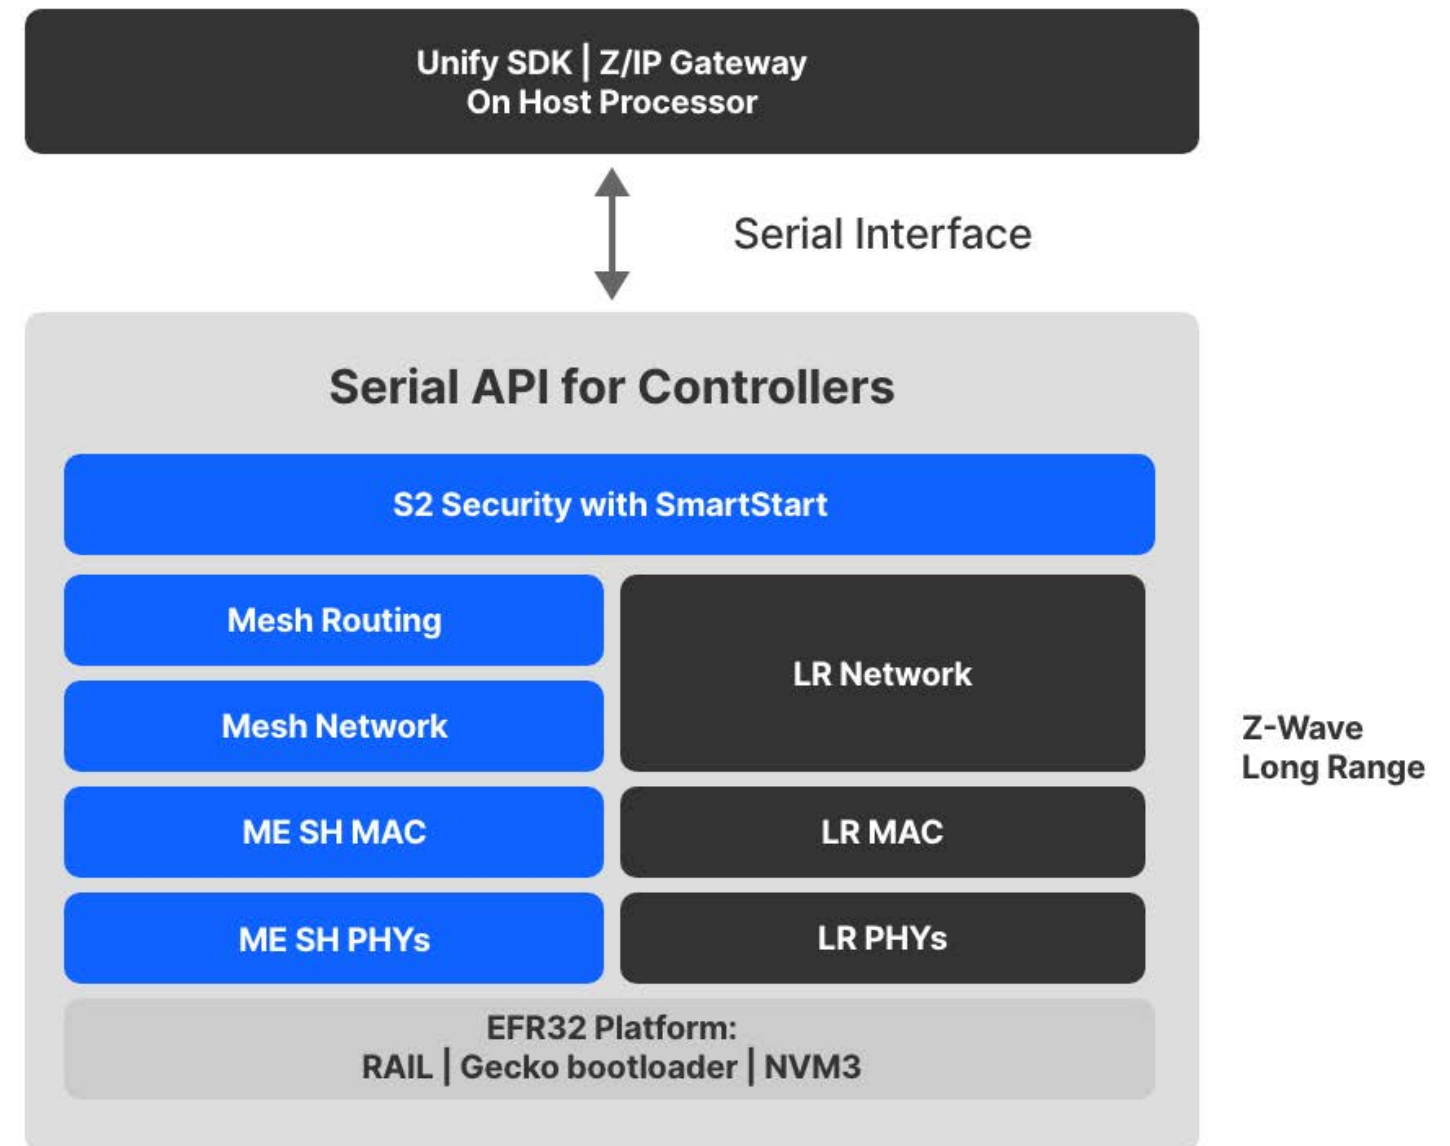 Unify SDK | Z/IP Gateway
On Host Processor
Serial Interface
Serial API for Controllers
S2 Security with SmartStart
Mesh Routing
LR Network
Mesh Network
Z-Wave
Long Range
ME SH MAC
LR MAC
ME SH PHYs
LR PHYs
EFR32 Platform:
RAIL | Gecko bootloader | NVM3